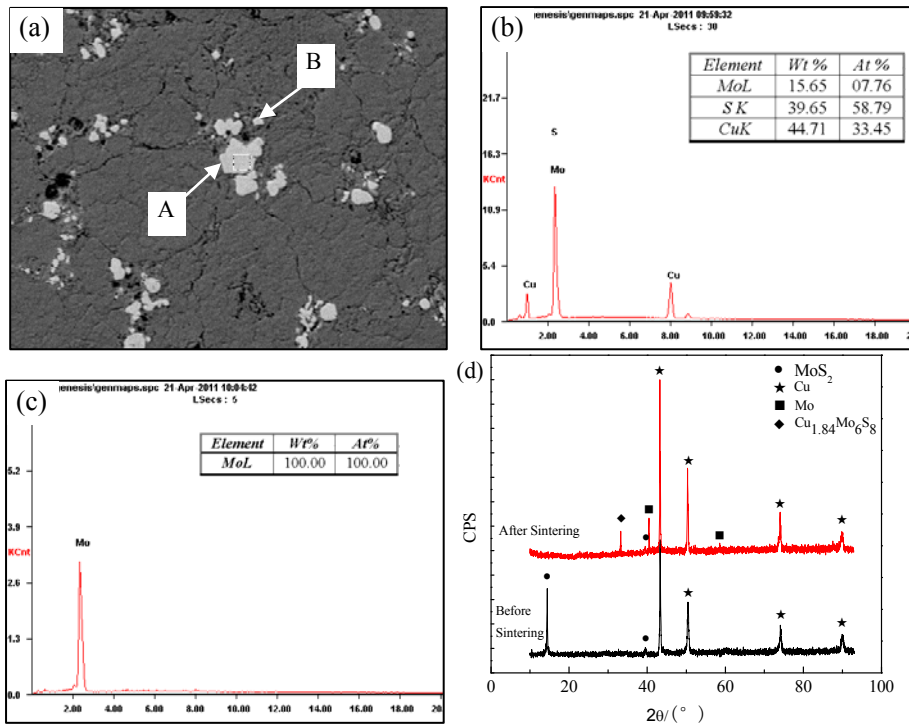 (a)
B
A
(b)
genesis\genmaps.spc 21-Apr-2011 09:59:32
LSecs : 30
Element Wt % At %
MoL 15.65 07.76
S K 39.65 58.79
CuK 44.71 33.45
21.7
16.3
KCnt
10.9
5.4
0.0
S
Mo
Cu
Cu
2.00 4.00 6.00 8.00 10.00 12.00 14.00 16.00 18.00
(c)
genesis\genmaps.spc 21-Apr-2011 10:04:42
LSecs : 5
Element Wt% At%
MoL 100.00 100.00
5.2
3.9
KCnt
2.6
1.3
0.0
Mo
2.00 4.00 6.00 8.00 10.00 12.00 14.00 16.00 18.00
(d)
MoS2
Cu
Mo
Cu1.84Mo6S8
CPS
After Sintering
Before
Sintering
0 20 40 60 80 100
2θ/(°)